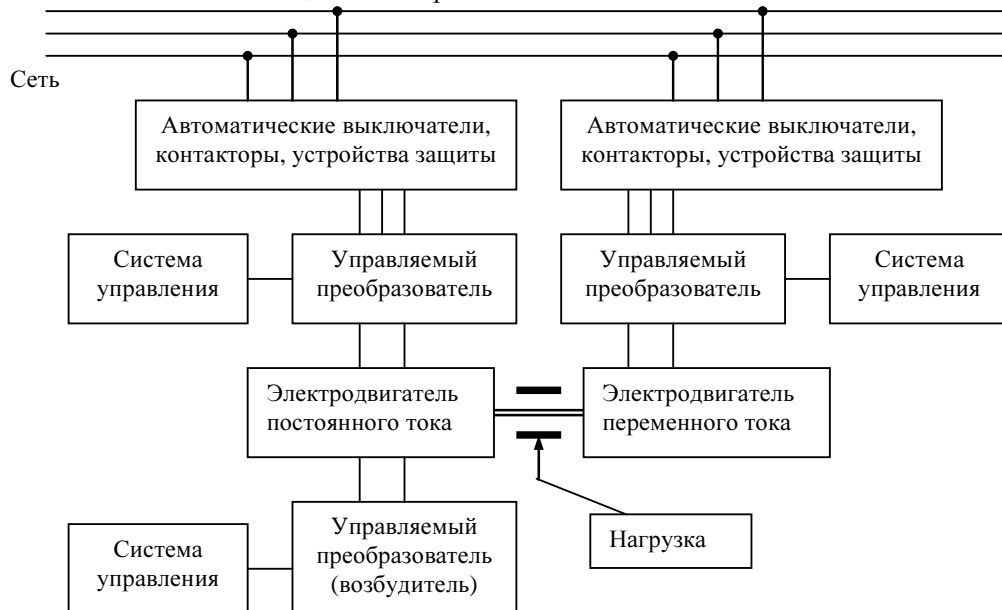 Сеть
Автоматические выключатели,
контакторы, устройства защиты
Автоматические выключатели,
контакторы, устройства защиты
Система
управления
Управляемый
преобразователь
Управляемый
преобразователь
Система
управления
Электродвигатель
постоянного тока
Электродвигатель
переменного тока
Система
управления
Управляемый
преобразователь
(возбудитель)
Нагрузка